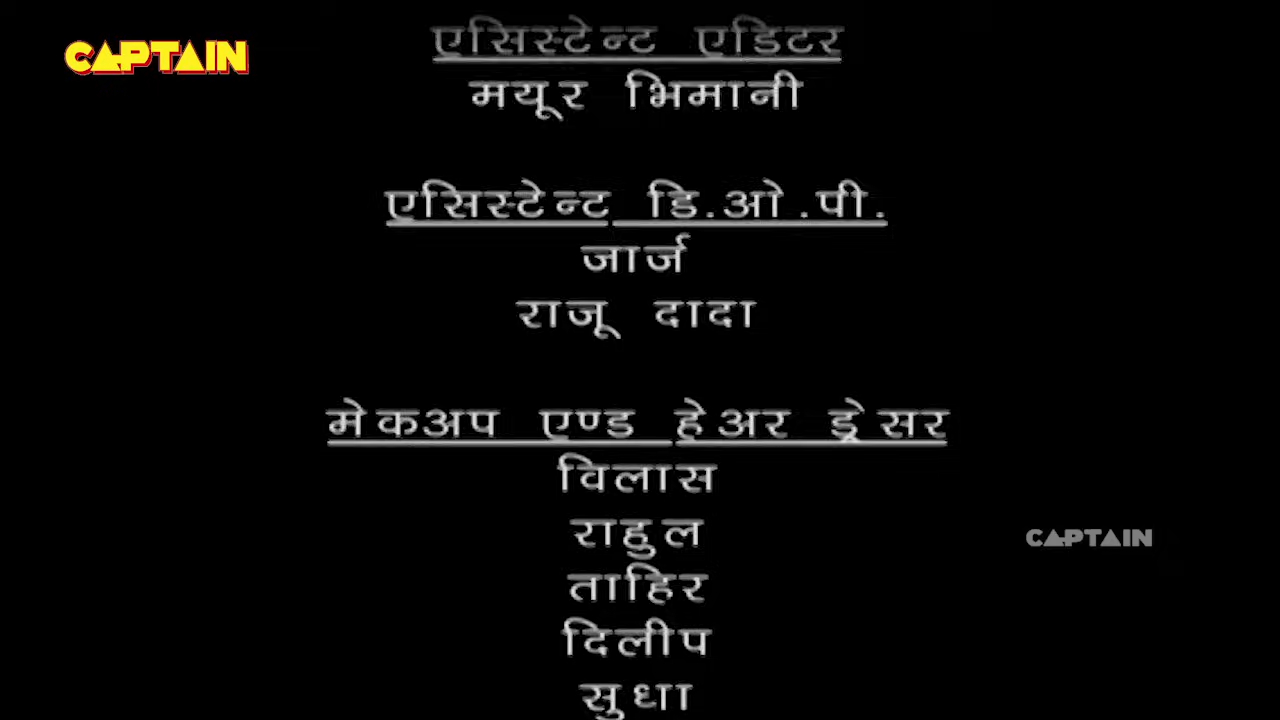 CAPTAIN
एसिस्टेन्ट एडिटर
मयूर भिमानी
एसिस्टेन्ट डि.ओ.पी.
जार्ज
राजू दादा
मेकअप एण्ड हेअर ड्रेसर
विलास
राहुल
CAPTAIN
ताहिर
दिलीप
सुधा